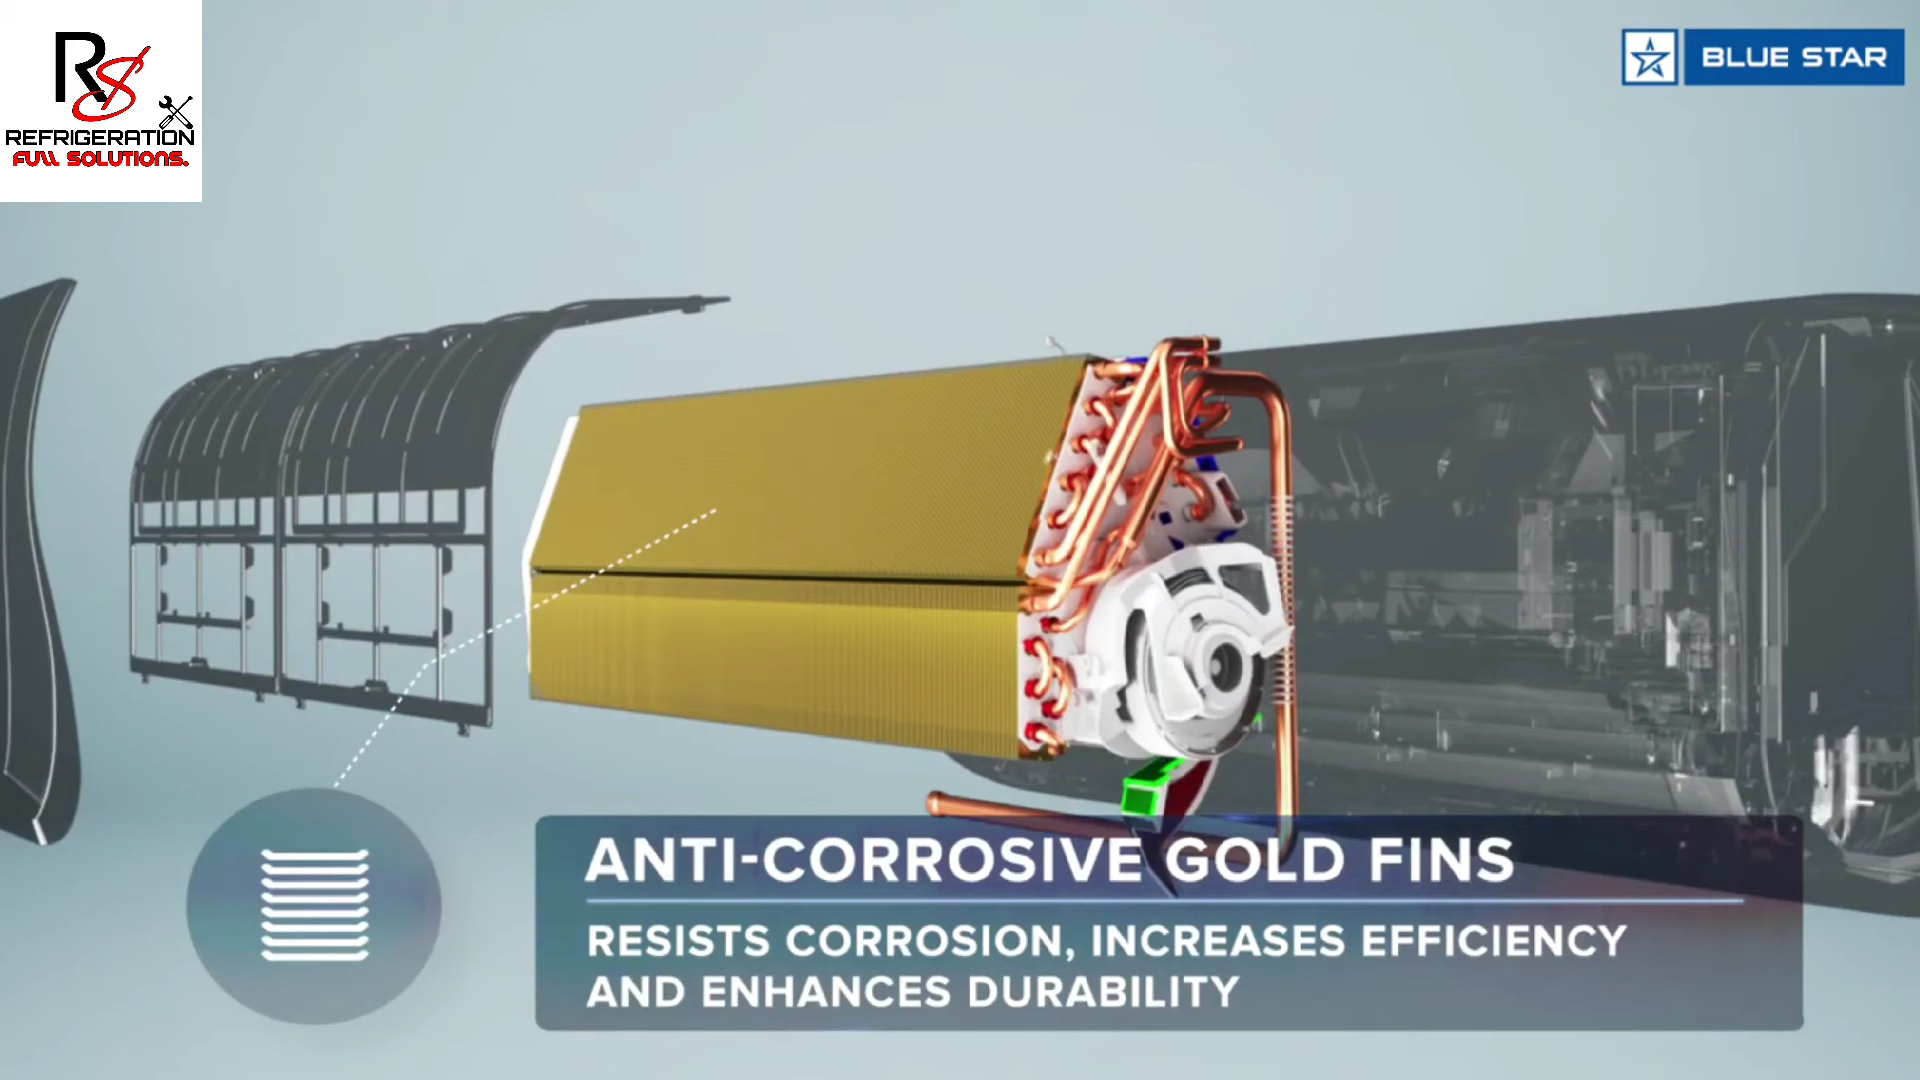 RS
REFRIGERATION
FULL SOLUTIONS.
BLUE STAR
ANTI-CORROSIVE GOLD FINS
RESISTS CORROSION, INCREASES EFFICIENCY
AND ENHANCES DURABILITY